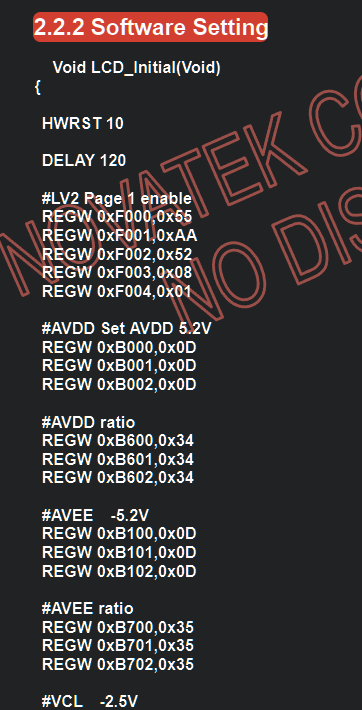 2.2.2 Software Setting
Void LCD_Initial(Void)
{
HWRST 10
DELAY 120
#LV2 Page 1 enable
REGW 0xF000,0x55
REGW 0xF001,0xAA
REGW 0xF002,0x52
REGW 0xF003,0x08
REGW 0xF004,0x01
#AVDD Set AVDD 5.2V
REGW 0xB000,0x0D
REGW 0xB001,0x0D
REGW 0xB002,0x0D
#AVDD ratio
REGW 0xB600,0x34
REGW 0xB601,0x34
REGW 0xB602,0x34
#AVEE -5.2V
REGW 0xB100,0x0D
REGW 0xB101,0x0D
REGW 0xB102,0x0D
#AVEE ratio
REGW 0xB700,0x35
REGW 0xB701,0x35
REGW 0xB702,0x35
#VCL -2.5V
NOVATEK CO
NO DIS